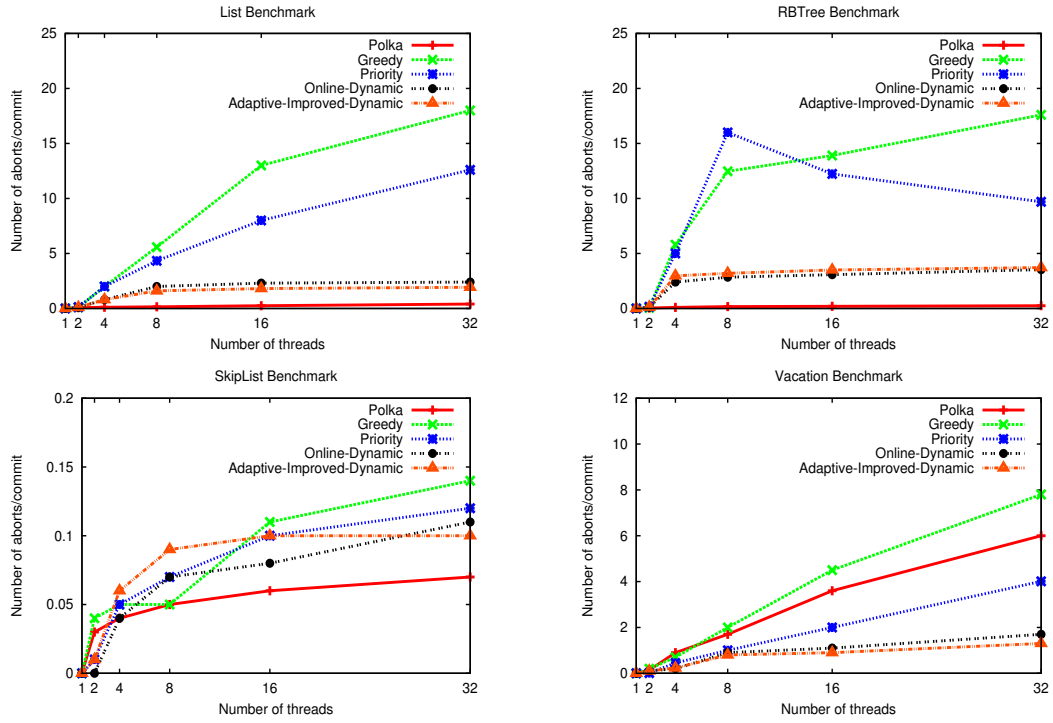 List Benchmark
25
20
15
10
5
0
1 2 4 8 16 32
Number of aborts/commit
Number of threads
Polka
Greedy
Priority
Online-Dynamic
Adaptive-Improved-Dynamic
RBTree Benchmark
25
20
15
10
5
0
1 2 4 8 16 32
Number of aborts/commit
Number of threads
Polka
Greedy
Priority
Online-Dynamic
Adaptive-Improved-Dynamic
SkipList Benchmark
0.2
0.15
0.1
0.05
0
1 2 4 8 16 32
Number of aborts/commit
Number of threads
Polka
Greedy
Priority
Online-Dynamic
Adaptive-Improved-Dynamic
Vacation Benchmark
12
10
8
6
4
2
0
1 2 4 8 16 32
Number of aborts/commit
Number of threads
Polka
Greedy
Priority
Online-Dynamic
Adaptive-Improved-Dynamic